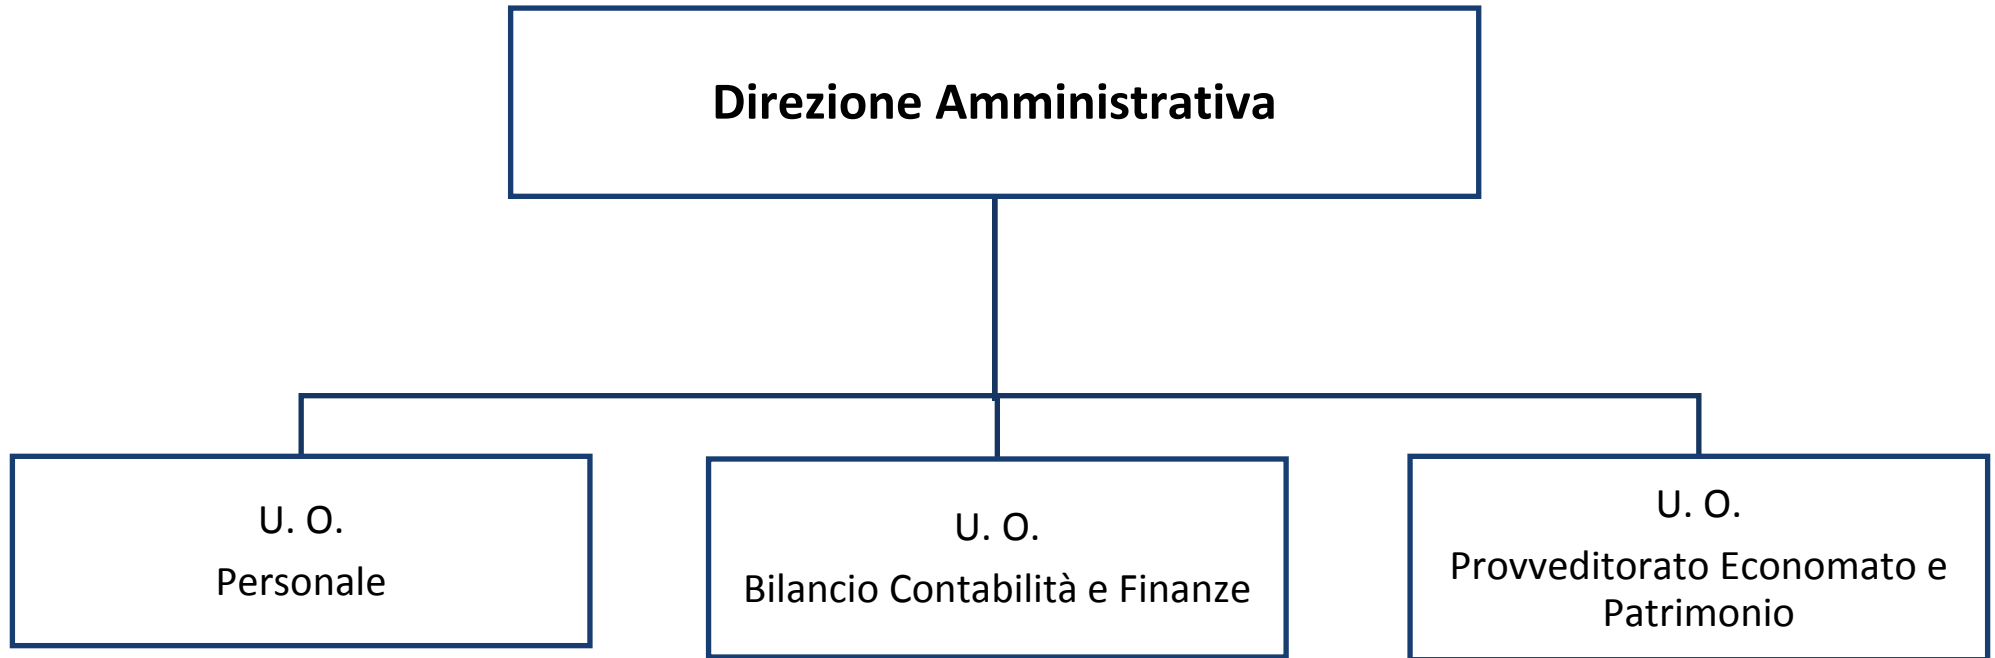 Direzione Amministrativa
U. O.
Personale
U. O.
Bilancio Contabilità e Finanze
U. O.
Provveditorato Economato e
Patrimonio